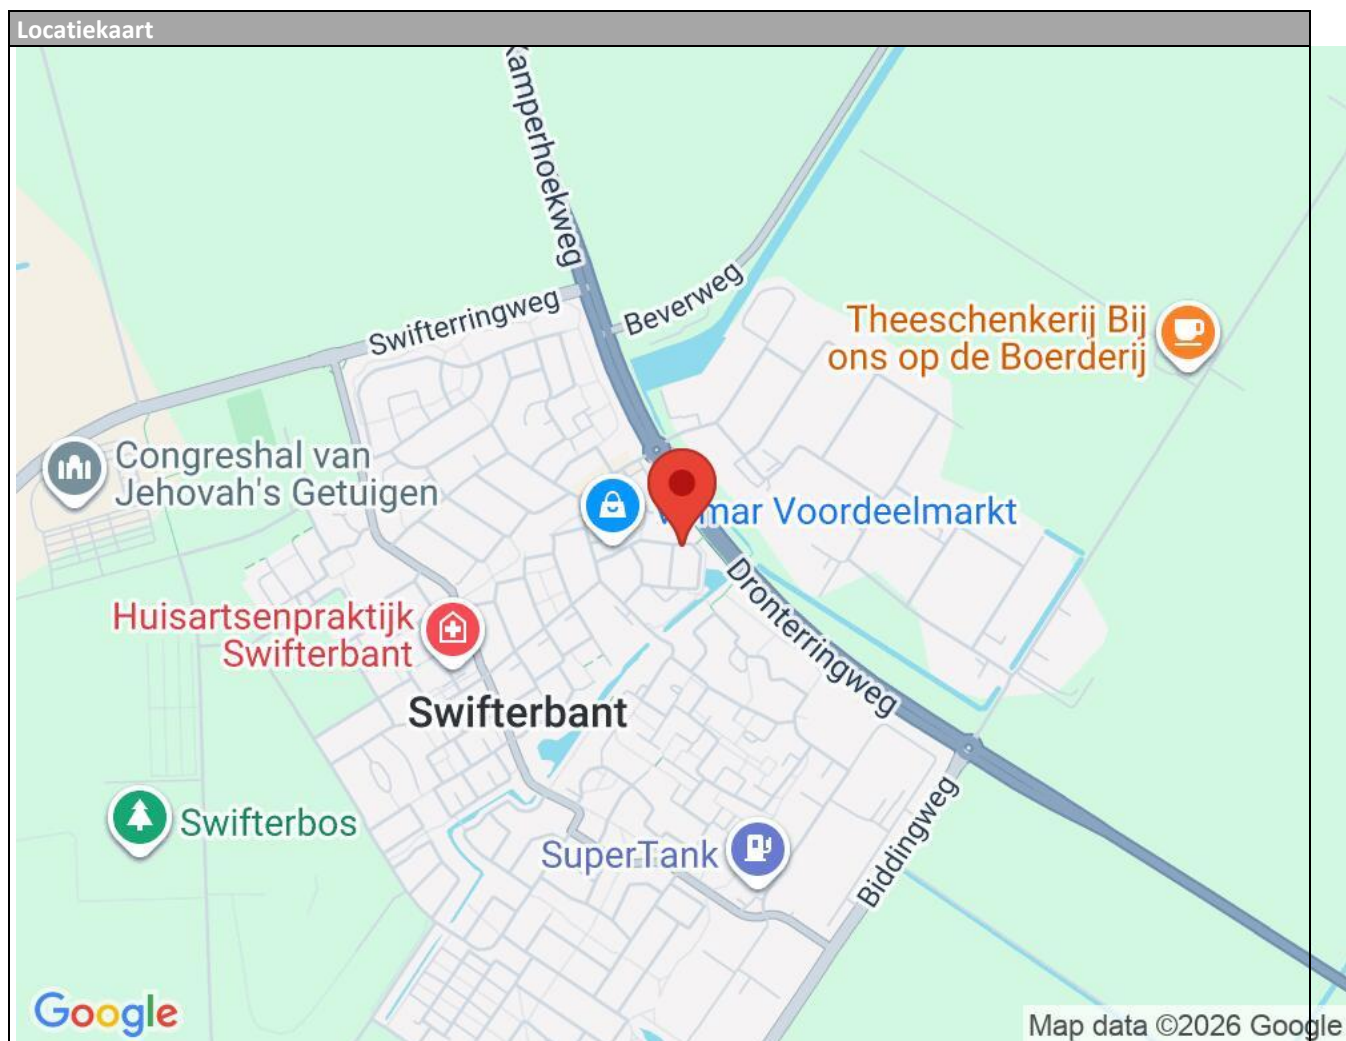 Locatiekaart
Kamperhoekweg
Swifterringweg
Beverweg
Theeschenkerij Bij
ons op de Boerderij
Congreshal van
Jehovah's Getuigen
Voordeelmarkt
Dronterringweg
Huisartsenpraktijk
Swifterbant
Swifterbant
Swifterbos
SuperTank
Biddingweg
Google
Map data ©2026 Google